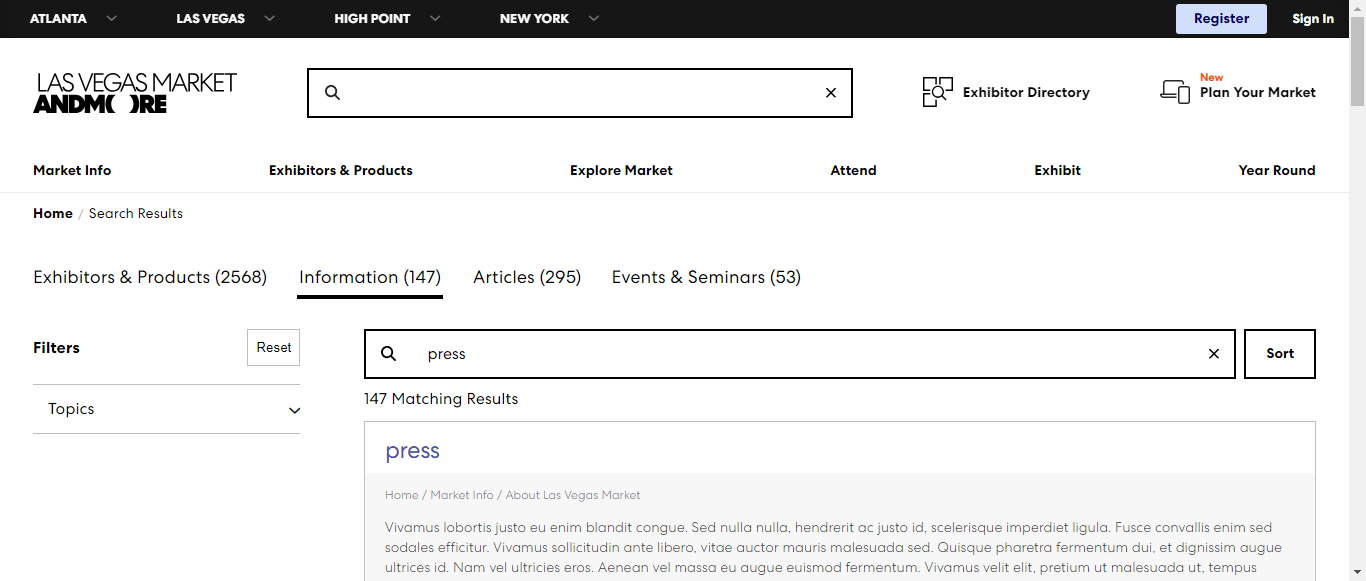 ATLANTA LAS VEGAS HIGH POINT NEW YORK Register Sign In
LAS VEGAS MARKET
ANDMORE
Exhibitor Directory
New
Plan Your Market
Market Info Exhibitors & Products Explore Market Attend Exhibit Year Round
Home / Search Results
Exhibitors & Products (2568) Information (147) Articles (295) Events & Seminars (53)
Filters Reset
press Sort
Topics
147 Matching Results
press
Home / Market Info / About Las Vegas Market
Vivamus lobortis justo eu enim blandit congue. Sed nulla nulla, hendrerit ac justo id, scelerisque imperdiet ligula. Fusce convallis enim sed
sodales efficitur. Vivamus sollicitudin ante libero, vitae auctor mauris malesuada sed. Quisque pharetra fermentum dui, et dignissim augue
ultrices id. Nam vel ultricies eros. Aenean vel massa eu augue euismod fermentum. Vivamus velit elit, pretium ut malesuada ut, tempus